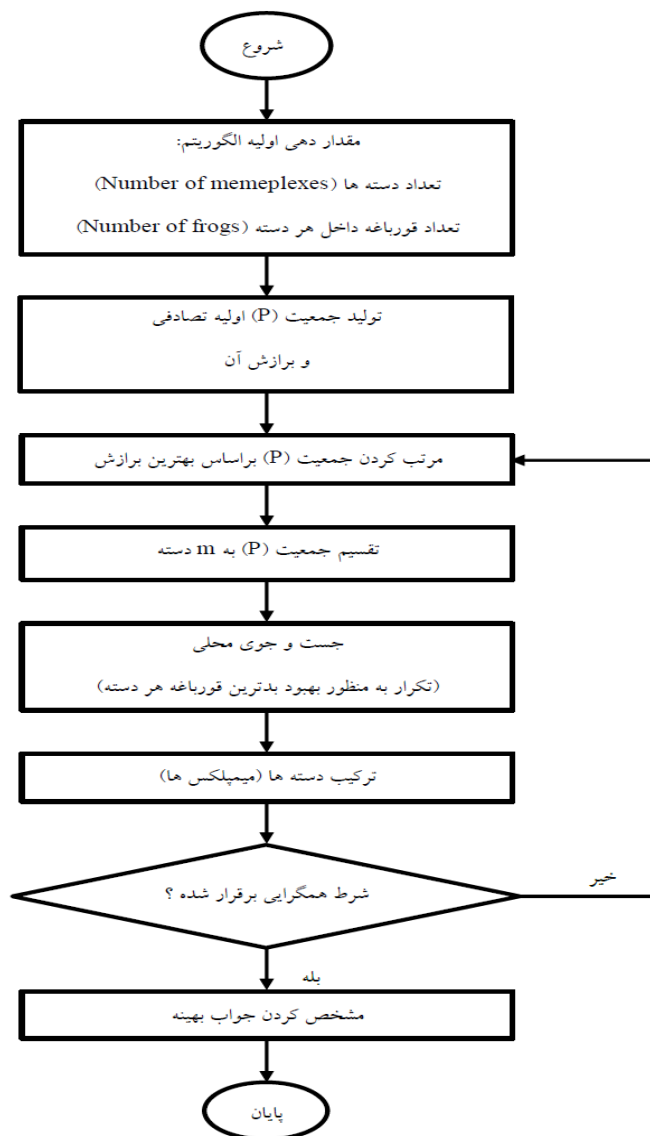 شروع
مقدار دهی اولیه الگوریتم:
تعداد دسته ها (Number of memeplexes)
تعداد قورباغه داخل هر دسته (Number of frogs)
تولید جمعیت (P) اولیه تصادفی
و برازش آن
مرتب کردن جمعیت (P) براساس بهترین برازش
تقسیم جمعیت (P) به m دسته
جست و جوی محلی
(تکرار به منظور بهبود بدترین قورباغه هر دسته)
ترکیب دسته ها (میمپلکس ها)
شرط همگرایی برقرار شده ؟
خیر
بله
مشخص کردن جواب بهینه
پایان